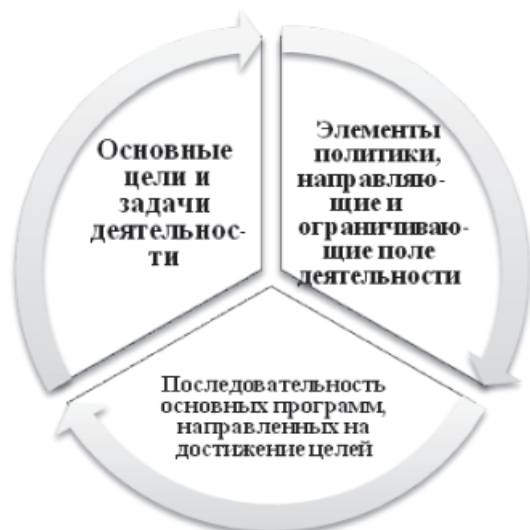 Основные
цели и
задачи
деятельнос-
ти
Элементы
политики,
направляю-
щие и
ограничиваю-
щие поле
деятельности
Последовательность
основных программ,
направленных на
достижение целей